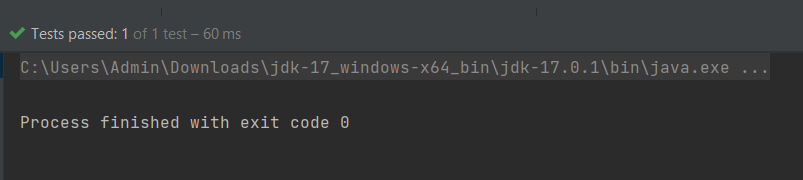 Tests passed: 1 of 1 test – 60 ms
C:\Users\Admin\Downloads\jdk-17_windows-x64_bin\jdk-17.0.1\bin\java.exe ...
Process finished with exit code 0